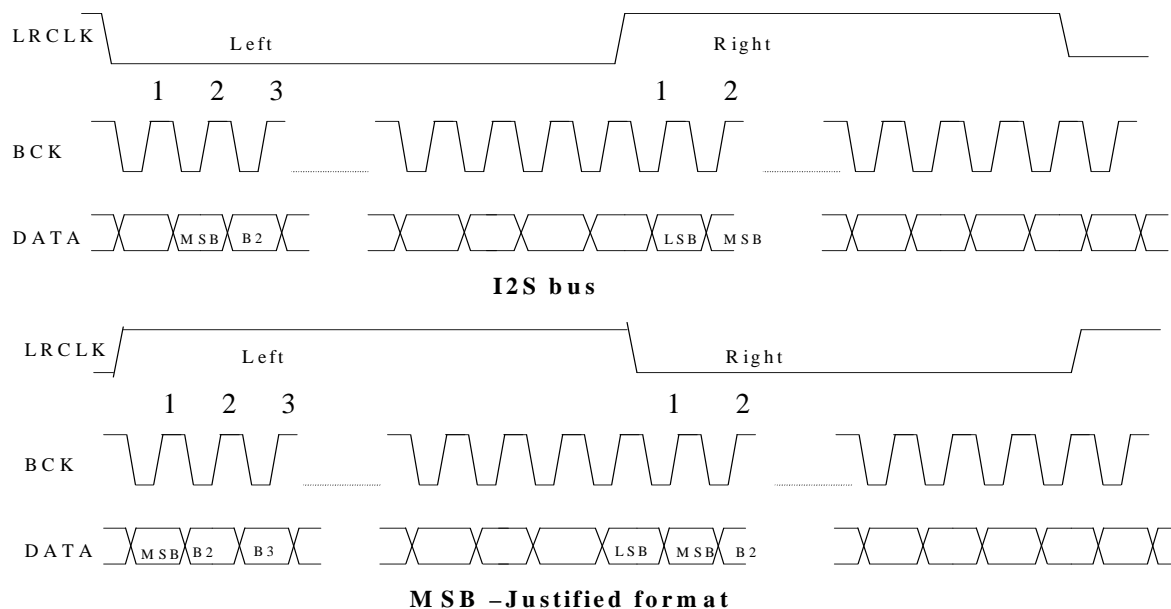 LRCLK Left Right
1 2 3 1 2
BCK
DATA MSB B2 LSB MSB
I2S bus
LRCLK Left Right
1 2 3 1 2
BCK
DATA MSB B2 B3 LSB MSB B2
MSB –Justified format